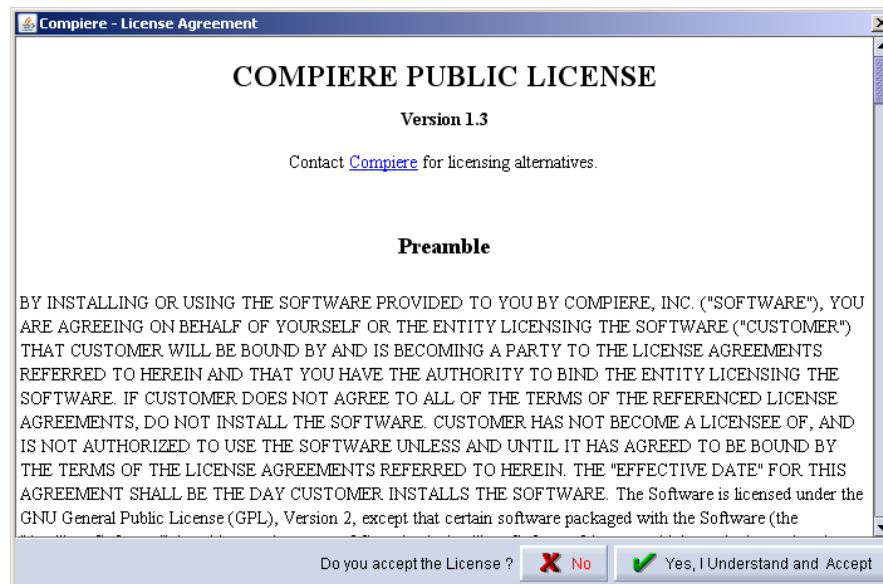 Compiere - License Agreement
COMPIERE PUBLIC LICENSE
Version 1.3
Contact Compiere for licensing alternatives.
Preamble
BY INSTALLING OR USING THE SOFTWARE PROVIDED TO YOU BY COMPIERE, INC. ("SOFTWARE"), YOU
ARE AGREEING ON BEHALF OF YOURSELF OR THE ENTITY LICENSING THE SOFTWARE ("CUSTOMER")
THAT CUSTOMER WILL BE BOUND BY AND IS BECOMING A PARTY TO THE LICENSE AGREEMENTS
REFERRED TO HEREIN AND THAT YOU HAVE THE AUTHORITY TO BIND THE ENTITY LICENSING THE
SOFTWARE. IF CUSTOMER DOES NOT AGREE TO ALL OF THE TERMS OF THE REFERENCED LICENSE
AGREEMENTS, DO NOT INSTALL THE SOFTWARE. CUSTOMER HAS NOT BECOME A LICENSEE OF, AND
IS NOT AUTHORIZED TO USE THE SOFTWARE UNLESS AND UNTIL IT HAS AGREED TO BE BOUND BY
THE TERMS OF THE LICENSE AGREEMENTS REFERRED TO HEREIN. THE "EFFECTIVE DATE" FOR THIS
AGREEMENT SHALL BE THE DAY CUSTOMER INSTALLS THE SOFTWARE. The Software is licensed under the
GNU General Public License (GPL), Version 2, except that certain software packaged with the Software (the
Do you accept the License ? No Yes, I Understand and Accept